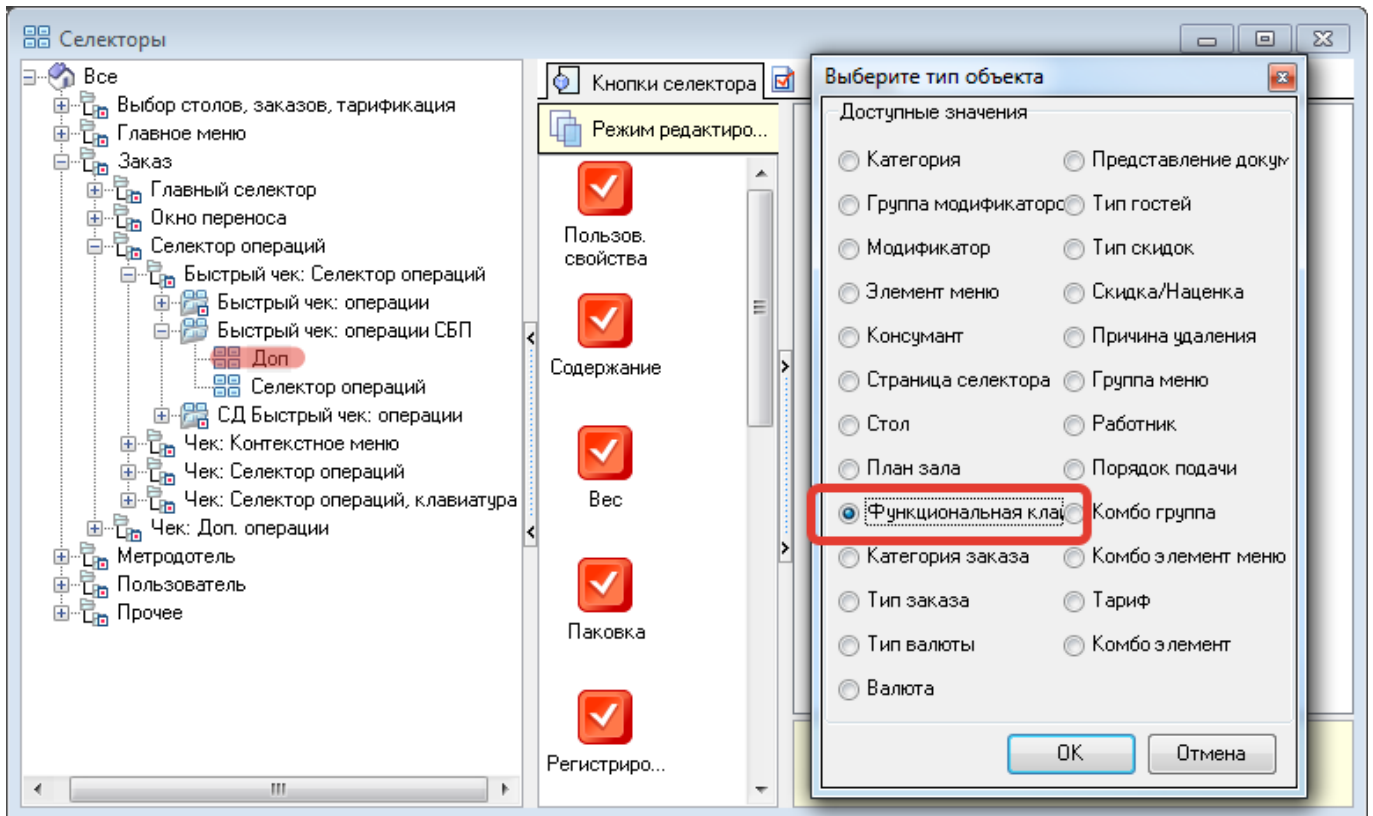 Селекторы
Все
Выбор столов, заказов, тарификация
Главное меню
Заказ
Главный селектор
Окно переноса
Селектор операций
Быстрый чек: Селектор операций
Быстрый чек: операции
Быстрый чек: операции СБП
Доп
Селектор операций
СД Быстрый чек: операции
Чек: Контекстное меню
Чек: Селектор операций
Чек: Селектор операций, клавиатура
Чек: Доп. операции
Метродотель
Пользователь
Прочее
Кнопки селектора
Режим редактиро...
Пользов.
свойства
Содержание
Вес
Паковка
Регистриро...
Выберите тип объекта
Доступные значения
Категория
Группа модификаторо
Модификатор
Элемент меню
Консумант
Страница селектора
Стол
План зала
Функциональная кла
Категория заказа
Тип заказа
Тип валюты
Валюта
Представление докум
Тип гостей
Тип скидок
Скидка/Наценка
Причина удаления
Группа меню
Работник
Порядок подачи
Комбо группа
Комбо элемент меню
Тариф
Комбо элемент
OK
Отмена